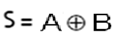 S = A ⊕ B